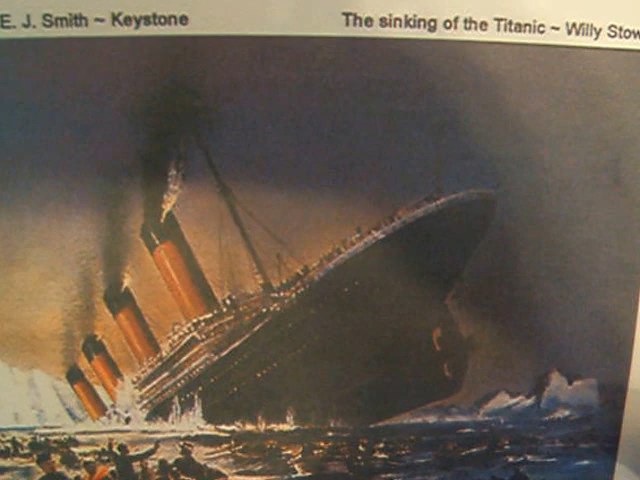 E. J. Smith ~ Keystone
The sinking of the Titanic ~ Willy Stow